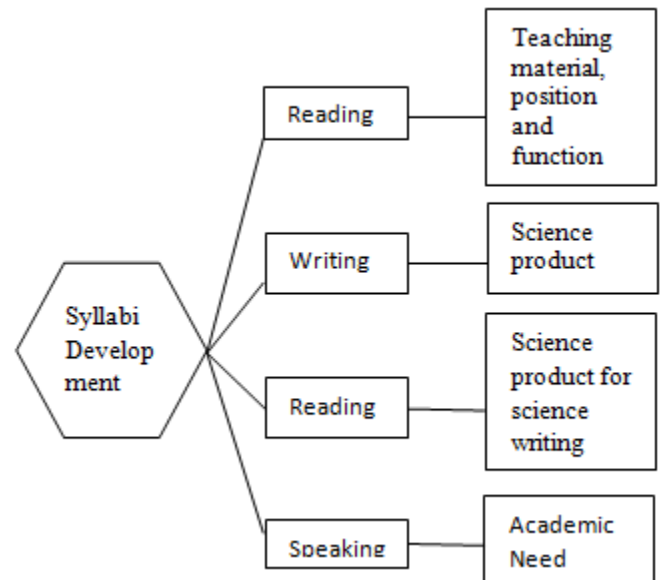 Teaching
material,
position
and
function
Reading
Science
product
Writing
Syllabi
Develop
ment
Science
product for
science
writing
Reading
Academic
Need
Speaking